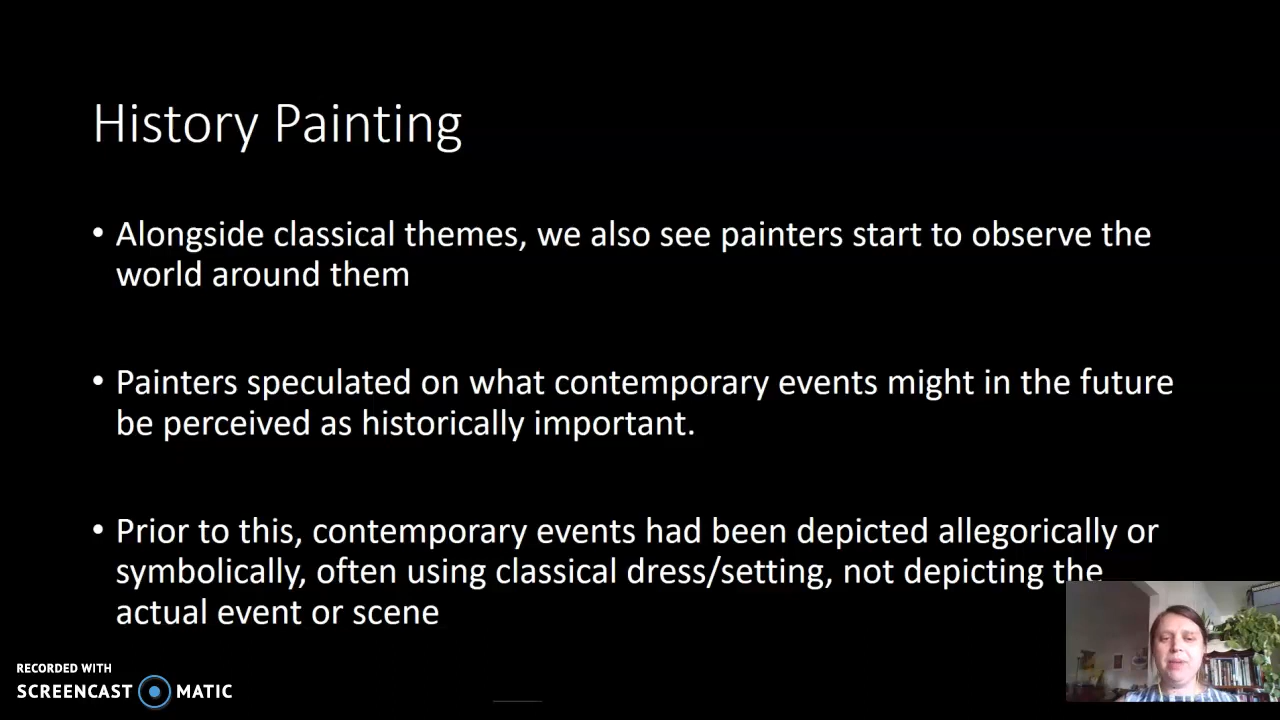 History Painting
• Alongside classical themes, we also see painters start to observe the
world around them
• Painters speculated on what contemporary events might in the future
be perceived as historically important.
• Prior to this, contemporary events had been depicted allegorically or
symbolically, often using classical dress/setting, not depicting the
actual event or scene
RECORDED WITH
SCREENCAST MATIC